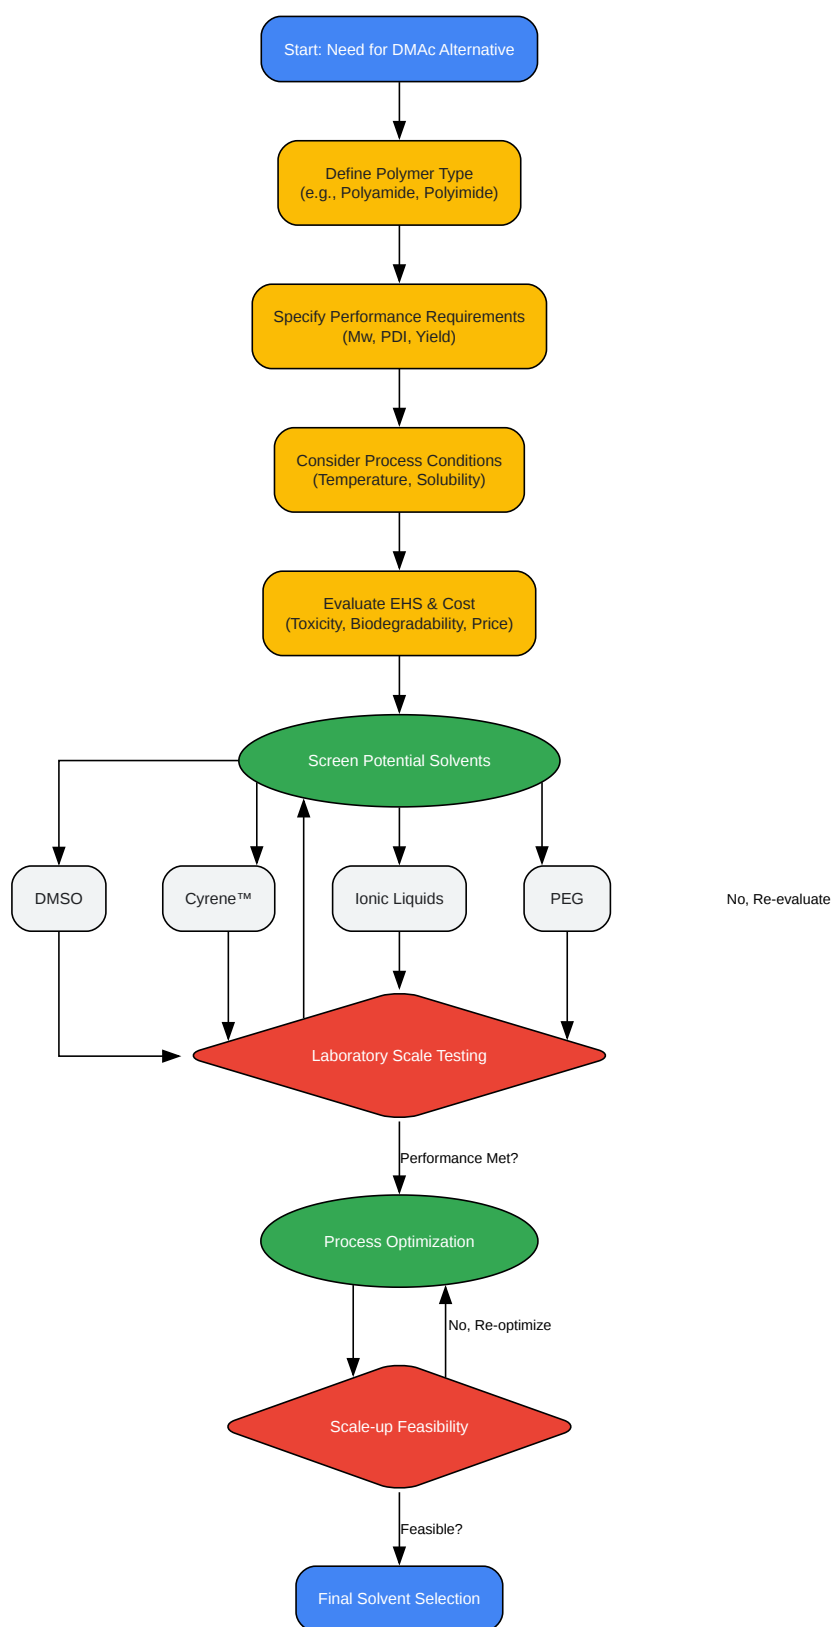 Start: Need for DMAc Alternative
Define Polymer Type
(e.g., Polyamide, Polyimide)
Specify Performance Requirements
(Mw, PDI, Yield)
Consider Process Conditions
(Temperature, Solubility)
Evaluate EHS & Cost
(Toxicity, Biodegradability, Price)
Screen Potential Solvents
DMSO
Cyrene™
Ionic Liquids
PEG
No, Re-evaluate
Laboratory Scale Testing
Performance Met?
Process Optimization
No, Re-optimize
Scale-up Feasibility
Feasible?
Final Solvent Selection